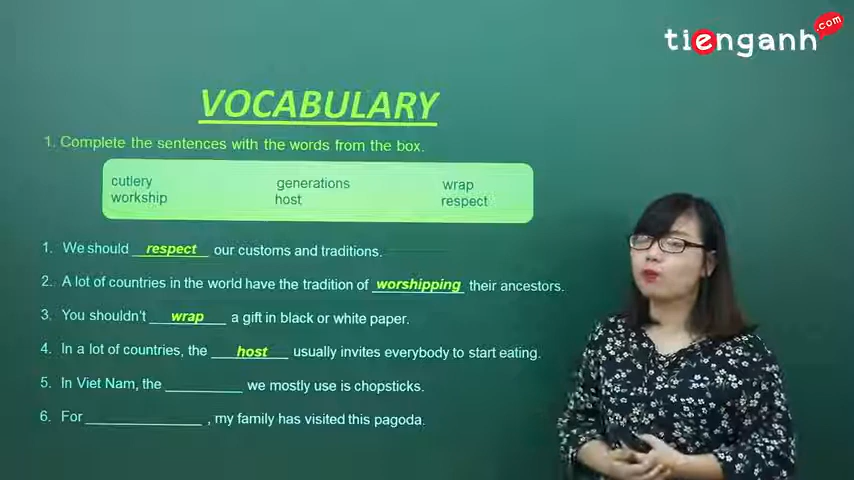 tienganh.com
VOCABULARY
1. Complete the sentences with the words from the box.
cutlery generations wrap
workship host respect
1. We should respect our customs and traditions.
2. A lot of countries in the world have the tradition of worshipping their ancestors.
3. You shouldn't wrap a gift in black or white paper.
4. In a lot of countries, the host usually invites everybody to start eating.
5. In Viet Nam, the __________ we mostly use is chopsticks.
6. For _______________ , my family has visited this pagoda.